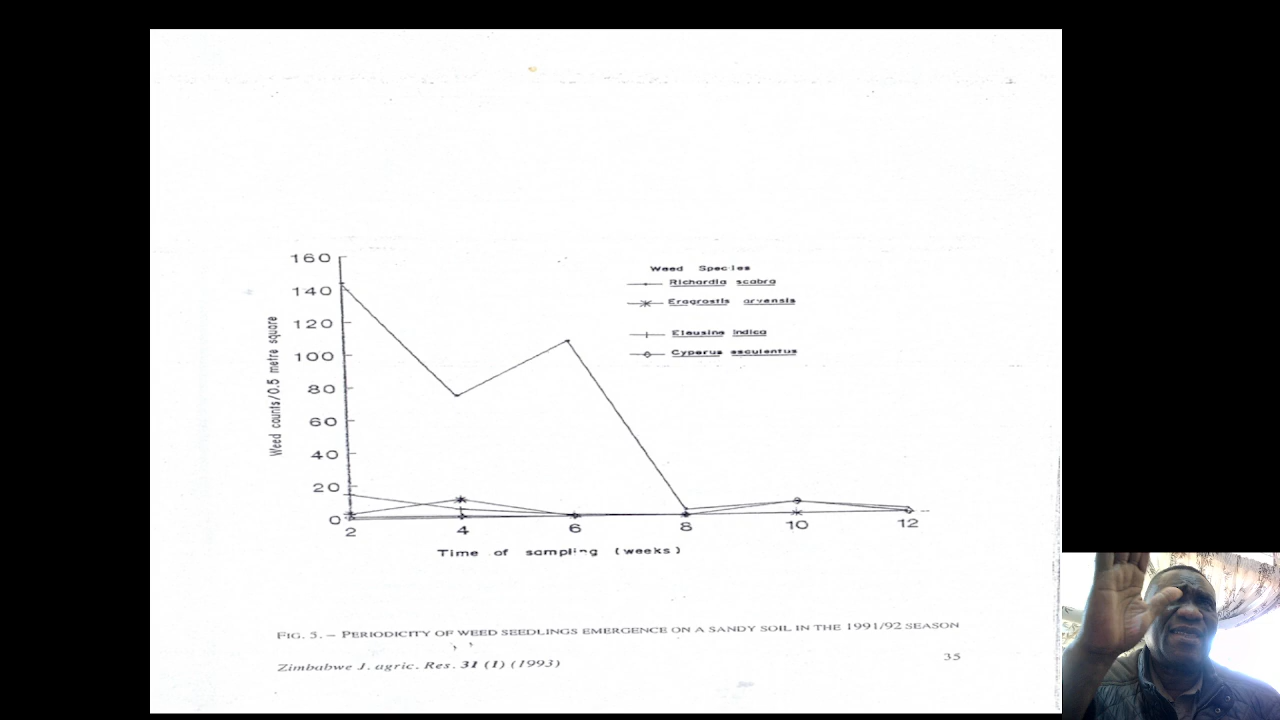 160
140
120
100
80
60
40
20
0
Weed counts/0.5 metre square
Weed Species
Richardia scabra
Eragrostis arvensis
Eleusine indica
Cyperus esculentus
2 4 6 8 10 12
Time of sampling (weeks)
FIG. 5. – PERIODICITY OF WEED SEEDLINGS EMERGENCE ON A SANDY SOIL IN THE 1991/92 SEASON
Zimbabwe J. agric. Res. 31 (1) (1993)
35